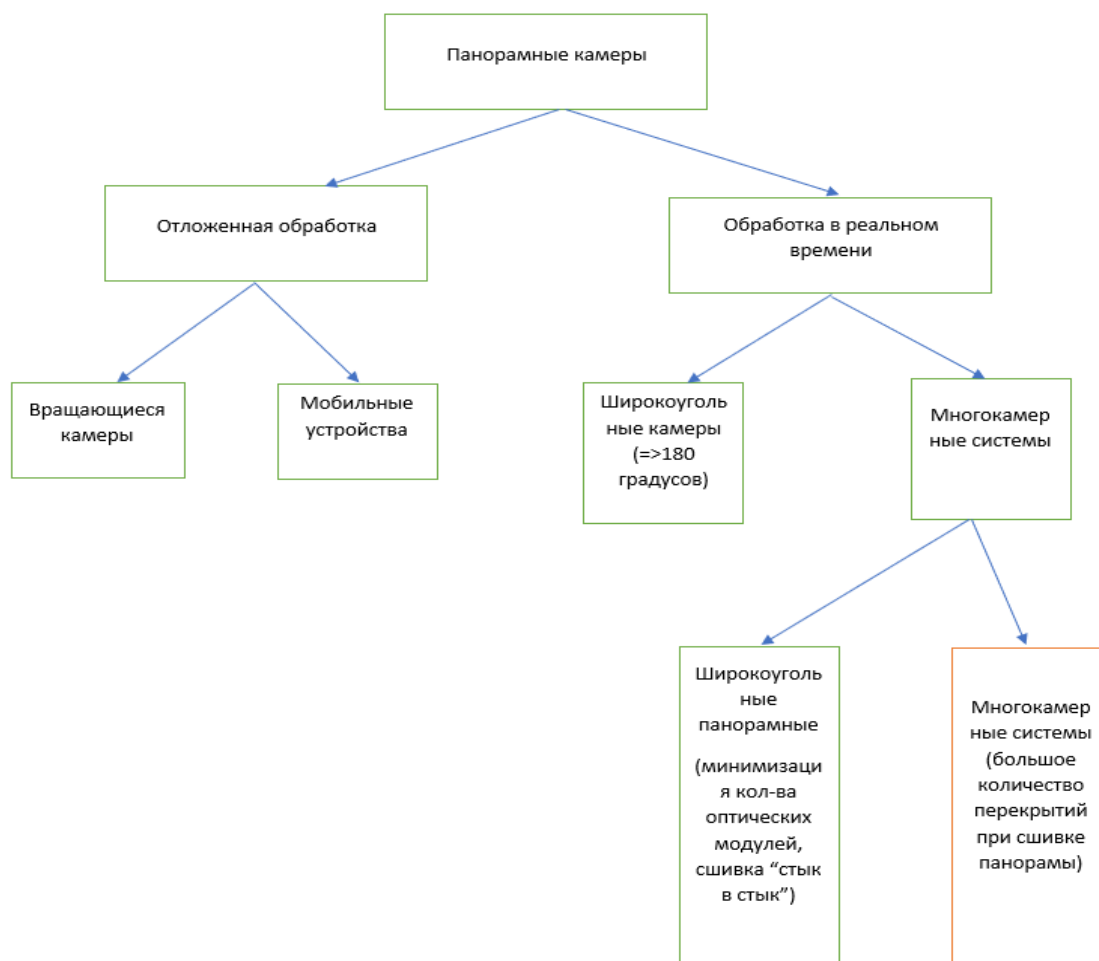 Панорамные камеры
Отложенная обработка
Обработка в реальном
времени
Вращающиеся
камеры
Мобильные
устройства
Широкоуголь
ные камеры
(=>180
градусов)
Многокамер
ные системы
Широкоуголь
ные
панорамные
(минимизаци
я кол-ва
оптических
модулей,
сшивка “стык
в стык”)
Многокамер
ные системы
(большое
количество
перекрытий
при сшивке
панорамы)